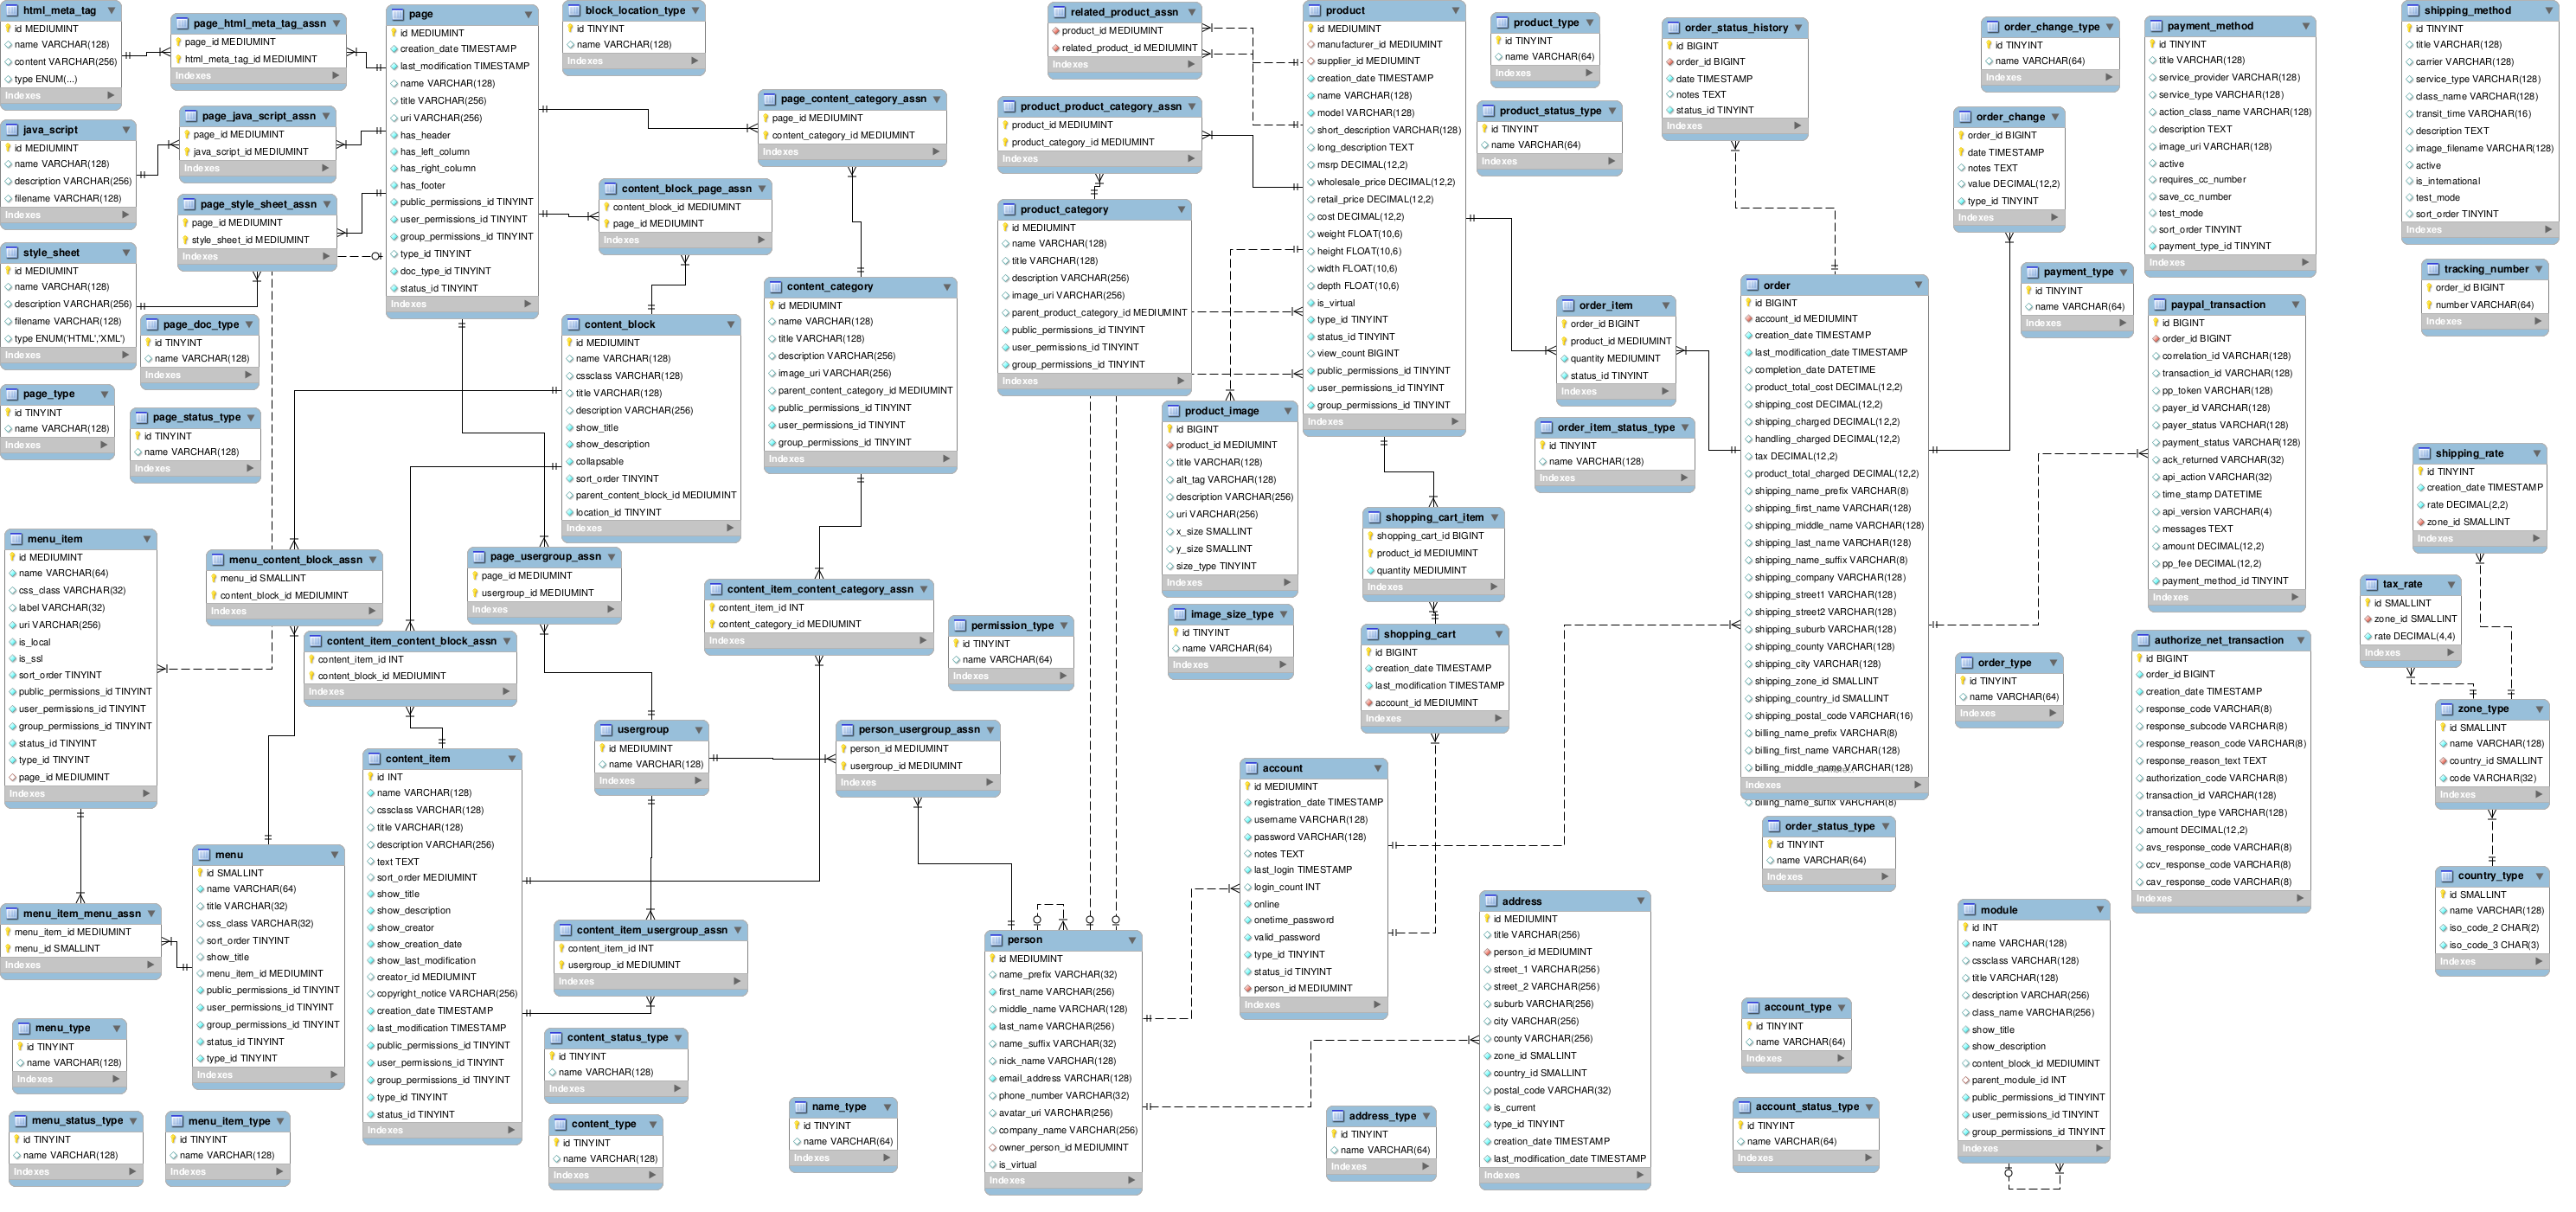 html_meta_tag
id MEDIUMINT
name VARCHAR(128)
content VARCHAR(256)
type ENUM(...)
Indexes
page_html_meta_tag_assn
page_id MEDIUMINT
html_meta_tag_id MEDIUMINT
Indexes
java_script
id MEDIUMINT
name VARCHAR(128)
description VARCHAR(256)
filename VARCHAR(128)
Indexes
page_java_script_assn
page_id MEDIUMINT
java_script_id MEDIUMINT
Indexes
page_style_sheet_assn
page_id MEDIUMINT
style_sheet_id MEDIUMINT
Indexes
style_sheet
id MEDIUMINT
name VARCHAR(128)
description VARCHAR(256)
filename VARCHAR(128)
type ENUM('HTML','XML')
Indexes
page_doc_type
id TINYINT
name VARCHAR(128)
Indexes
page_type
id TINYINT
name VARCHAR(128)
Indexes
page_status_type
id TINYINT
name VARCHAR(128)
Indexes
page
id MEDIUMINT
creation_date TIMESTAMP
last_modification TIMESTAMP
name VARCHAR(128)
title VARCHAR(256)
uri VARCHAR(256)
has_header
has_left_column
has_right_column
has_footer
public_permissions_id TINYINT
user_permissions_id TINYINT
group_permissions_id TINYINT
type_id TINYINT
doc_type_id TINYINT
status_id TINYINT
Indexes
block_location_type
id TINYINT
name VARCHAR(128)
Indexes
page_content_category_assn
page_id MEDIUMINT
content_category_id MEDIUMINT
Indexes
content_block_page_assn
content_block_id MEDIUMINT
page_id MEDIUMINT
Indexes
content_block
id MEDIUMINT
name VARCHAR(128)
cssclass VARCHAR(128)
title VARCHAR(128)
description VARCHAR(256)
show_title
show_description
collapsable
sort_order TINYINT
parent_content_block_id MEDIUMINT
location_id TINYINT
Indexes
content_category
id MEDIUMINT
name VARCHAR(128)
title VARCHAR(128)
description VARCHAR(256)
image_uri VARCHAR(256)
parent_content_category_id MEDIUMINT
public_permissions_id TINYINT
user_permissions_id TINYINT
group_permissions_id TINYINT
Indexes
menu_item
id MEDIUMINT
name VARCHAR(64)
css_class VARCHAR(32)
label VARCHAR(32)
uri VARCHAR(256)
is_local
is_ssl
sort_order TINYINT
public_permissions_id TINYINT
user_permissions_id TINYINT
group_permissions_id TINYINT
status_id TINYINT
type_id TINYINT
page_id MEDIUMINT
Indexes
menu_content_block_assn
menu_id SMALLINT
content_block_id MEDIUMINT
Indexes
content_item_content_block_assn
content_item_id INT
content_block_id MEDIUMINT
Indexes
page_usergroup_assn
page_id MEDIUMINT
usergroup_id MEDIUMINT
Indexes
content_item_content_category_assn
content_item_id INT
content_category_id MEDIUMINT
Indexes
usergroup
id MEDIUMINT
name VARCHAR(128)
Indexes
person_usergroup_assn
person_id MEDIUMINT
usergroup_id MEDIUMINT
Indexes
content_item
id INT
name VARCHAR(128)
cssclass VARCHAR(128)
title VARCHAR(128)
description VARCHAR(256)
text TEXT
sort_order MEDIUMINT
show_title
show_description
show_creator
show_creation_date
show_last_modification
creator_id MEDIUMINT
copyright_notice VARCHAR(256)
creation_date TIMESTAMP
last_modification TIMESTAMP
public_permissions_id TINYINT
user_permissions_id TINYINT
group_permissions_id TINYINT
type_id TINYINT
status_id TINYINT
Indexes
menu
id SMALLINT
name VARCHAR(64)
title VARCHAR(32)
css_class VARCHAR(32)
sort_order TINYINT
show_title
menu_item_id MEDIUMINT
public_permissions_id TINYINT
user_permissions_id TINYINT
group_permissions_id TINYINT
status_id TINYINT
type_id TINYINT
Indexes
menu_item_menu_assn
menu_item_id MEDIUMINT
menu_id SMALLINT
Indexes
menu_type
id TINYINT
name VARCHAR(128)
Indexes
menu_status_type
id TINYINT
name VARCHAR(128)
Indexes
menu_item_type
id TINYINT
name VARCHAR(128)
Indexes
content_item_usergroup_assn
content_item_id INT
usergroup_id MEDIUMINT
Indexes
content_status_type
id TINYINT
name VARCHAR(128)
Indexes
content_type
id TINYINT
name VARCHAR(128)
Indexes
name_type
id TINYINT
name VARCHAR(64)
Indexes
related_product_assn
product_id MEDIUMINT
related_product_id MEDIUMINT
Indexes
product_product_category_assn
product_id MEDIUMINT
product_category_id MEDIUMINT
Indexes
product_category
id MEDIUMINT
name VARCHAR(128)
title VARCHAR(128)
description VARCHAR(256)
image_uri VARCHAR(256)
parent_product_category_id MEDIUMINT
public_permissions_id TINYINT
user_permissions_id TINYINT
group_permissions_id TINYINT
Indexes
product
id MEDIUMINT
manufacturer_id MEDIUMINT
supplier_id MEDIUMINT
creation_date TIMESTAMP
name VARCHAR(128)
model VARCHAR(128)
short_description VARCHAR(128)
long_description TEXT
msrp DECIMAL(12,2)
wholesale_price DECIMAL(12,2)
retail_price DECIMAL(12,2)
cost DECIMAL(12,2)
weight FLOAT(10,6)
height FLOAT(10,6)
width FLOAT(10,6)
depth FLOAT(10,6)
is_virtual
type_id TINYINT
status_id TINYINT
view_count BIGINT
public_permissions_id TINYINT
user_permissions_id TINYINT
group_permissions_id TINYINT
Indexes
product_image
id BIGINT
product_id MEDIUMINT
title VARCHAR(128)
alt_tag VARCHAR(128)
description VARCHAR(256)
uri VARCHAR(256)
x_size SMALLINT
y_size SMALLINT
size_type TINYINT
Indexes
image_size_type
id TINYINT
name VARCHAR(64)
Indexes
permission_type
id TINYINT
name VARCHAR(64)
Indexes
product_type
id TINYINT
name VARCHAR(64)
Indexes
product_status_type
id TINYINT
name VARCHAR(64)
Indexes
shopping_cart_item
shopping_cart_id BIGINT
product_id MEDIUMINT
quantity MEDIUMINT
Indexes
shopping_cart
id BIGINT
creation_date TIMESTAMP
last_modification TIMESTAMP
account_id MEDIUMINT
Indexes
order_item
order_id BIGINT
product_id MEDIUMINT
quantity MEDIUMINT
status_id TINYINT
Indexes
order_item_status_type
id TINYINT
name VARCHAR(128)
Indexes
account
id MEDIUMINT
registration_date TIMESTAMP
username VARCHAR(128)
password VARCHAR(128)
notes TEXT
last_login TIMESTAMP
login_count INT
online
onetime_password
valid_password
type_id TINYINT
status_id TINYINT
person_id MEDIUMINT
Indexes
person
id MEDIUMINT
name_prefix VARCHAR(32)
first_name VARCHAR(256)
middle_name VARCHAR(128)
last_name VARCHAR(256)
name_suffix VARCHAR(32)
nick_name VARCHAR(128)
email_address VARCHAR(128)
phone_number VARCHAR(32)
avatar_uri VARCHAR(256)
company_name VARCHAR(256)
owner_person_id MEDIUMINT
is_virtual
Indexes
address_type
id TINYINT
name VARCHAR(64)
Indexes
address
id MEDIUMINT
title VARCHAR(256)
person_id MEDIUMINT
street_1 VARCHAR(256)
street_2 VARCHAR(256)
suburb VARCHAR(256)
city VARCHAR(256)
county VARCHAR(256)
zone_id SMALLINT
country_id SMALLINT
postal_code VARCHAR(32)
is_current
type_id TINYINT
creation_date TIMESTAMP
last_modification_date TIMESTAMP
Indexes
order_status_history
id BIGINT
order_id BIGINT
date TIMESTAMP
notes TEXT
status_id TINYINT
Indexes
order
id BIGINT
account_id MEDIUMINT
creation_date TIMESTAMP
last_modification_date TIMESTAMP
completion_date DATETIME
product_total_cost DECIMAL(12,2)
shipping_cost DECIMAL(12,2)
shipping_charged DECIMAL(12,2)
handling_charged DECIMAL(12,2)
tax DECIMAL(12,2)
product_total_charged DECIMAL(12,2)
shipping_name_prefix VARCHAR(8)
shipping_first_name VARCHAR(128)
shipping_middle_name VARCHAR(128)
shipping_last_name VARCHAR(128)
shipping_name_suffix VARCHAR(8)
shipping_company VARCHAR(128)
shipping_street1 VARCHAR(128)
shipping_street2 VARCHAR(128)
shipping_suburb VARCHAR(128)
shipping_county VARCHAR(128)
shipping_city VARCHAR(128)
shipping_zone_id SMALLINT
shipping_country_id SMALLINT
shipping_postal_code VARCHAR(16)
billing_name_prefix VARCHAR(8)
billing_first_name VARCHAR(128)
billing_middle_name VARCHAR(128)
Indexes
billing_name_suffix VARCHAR(8)
order_status_type
id TINYINT
name VARCHAR(64)
Indexes
account_type
id TINYINT
name VARCHAR(64)
Indexes
account_status_type
id TINYINT
name VARCHAR(64)
Indexes
order_change_type
id TINYINT
name VARCHAR(64)
Indexes
order_change
order_id BIGINT
date TIMESTAMP
notes TEXT
value DECIMAL(12,2)
type_id TINYINT
Indexes
payment_type
id TINYINT
name VARCHAR(64)
Indexes
order_type
id TINYINT
name VARCHAR(64)
Indexes
module
id INT
name VARCHAR(128)
cssclass VARCHAR(128)
title VARCHAR(128)
description VARCHAR(256)
class_name VARCHAR(256)
show_title
show_description
content_block_id MEDIUMINT
parent_module_id INT
public_permissions_id TINYINT
user_permissions_id TINYINT
group_permissions_id TINYINT
Indexes
payment_method
id TINYINT
title VARCHAR(128)
service_provider VARCHAR(128)
service_type VARCHAR(128)
action_class_name VARCHAR(128)
description TEXT
image_uri VARCHAR(128)
active
requires_cc_number
save_cc_number
test_mode
sort_order TINYINT
payment_type_id TINYINT
Indexes
paypal_transaction
id BIGINT
order_id BIGINT
correlation_id VARCHAR(128)
transaction_id VARCHAR(128)
pp_token VARCHAR(128)
payer_id VARCHAR(128)
payer_status VARCHAR(128)
payment_status VARCHAR(128)
ack_returned VARCHAR(32)
api_action VARCHAR(32)
time_stamp DATETIME
api_version VARCHAR(4)
messages TEXT
amount DECIMAL(12,2)
pp_fee DECIMAL(12,2)
payment_method_id TINYINT
Indexes
authorize_net_transaction
id BIGINT
order_id BIGINT
creation_date TIMESTAMP
response_code VARCHAR(8)
response_subcode VARCHAR(8)
response_reason_code VARCHAR(8)
response_reason_text TEXT
authorization_code VARCHAR(8)
transaction_id VARCHAR(128)
transaction_type VARCHAR(128)
amount DECIMAL(12,2)
avs_response_code VARCHAR(8)
ccv_response_code VARCHAR(8)
cav_response_code VARCHAR(8)
Indexes
shipping_method
id TINYINT
title VARCHAR(128)
carrier VARCHAR(128)
service_type VARCHAR(128)
class_name VARCHAR(128)
transit_time VARCHAR(16)
description TEXT
image_filename VARCHAR(128)
active
is_international
test_mode
sort_order TINYINT
Indexes
tracking_number
order_id BIGINT
number VARCHAR(64)
Indexes
shipping_rate
id TINYINT
creation_date TIMESTAMP
rate DECIMAL(2,2)
zone_id SMALLINT
Indexes
tax_rate
id SMALLINT
zone_id SMALLINT
rate DECIMAL(4,4)
Indexes
zone_type
id SMALLINT
name VARCHAR(128)
country_id SMALLINT
code VARCHAR(32)
Indexes
country_type
id SMALLINT
name VARCHAR(128)
iso_code_2 CHAR(2)
iso_code_3 CHAR(3)
Indexes